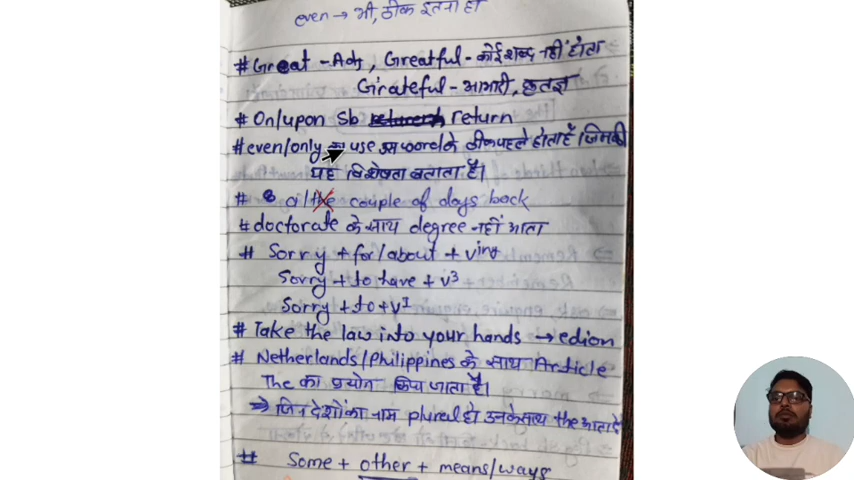 even → भी, ठीक इतना ही
# Great - Adj, Greatful - कोई शब्द नहीं होता
Grateful - आभारी, कृतज्ञ
# On/upon Sb return
# even/only का use उस word के ठीक पहले होता है जिसकी
यह विशेषता बताता है।
# a/the couple of days back
# doctorate के साथ degree नहीं आता
# Sorry + for/about + ving
Sorry + to have + v3
Sorry + to + vI
# Take the law into your hands → edion
# Netherlands/Philippines के साथ Article
The का प्रयोग किया जाता है।
⇒ जिन देशों का नाम plural हो उनके साथ the आता है
# Some + other + means/ways